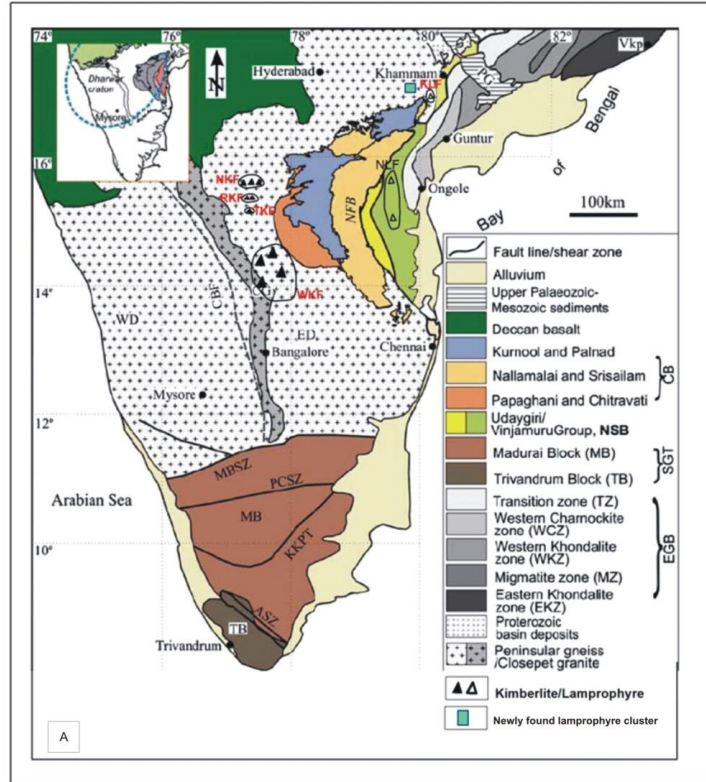 74°
76°
80°
82°
Vkp
Dharwar
craton
Mysore
N
Hyderabad
Khammam
KLF
PG
Guntur
Bengal
16°
NKF
RKF
TKF
NLF
NFB
Ongole
of
100km
Bay
Fault line/shear zone
Alluvium
Upper Palaeozoic-
Mesozoic sediments
14°
WKF
CBF
WD
ED
Bangalore
Chennai
Deccan basalt
Kurnool and Palnad
Nallamalai and Srisailam
CB
Papaghani and Chitravati
Mysore
12°
Udaygiri/
VinjamuruGroup, NSB
Madurai Block (MB)
SGT
Trivandrum Block (TB)
MBSZ
PCSZ
Arabian Sea
MB
KKPT
10°
Transition zone (TZ)
Western Charnockite
zone (WCZ)
Western Khondalite
zone (WKZ)
EGB
Migmatite zone (MZ)
Eastern Khondalite
zone (EKZ)
ASZ
TB
Trivandrum
78°
80°
Proterozoic
basin deposits
Peninsular gneiss
/Closepet granite
Kimberlite/Lamprophyre
Newly found lamprophyre cluster
A